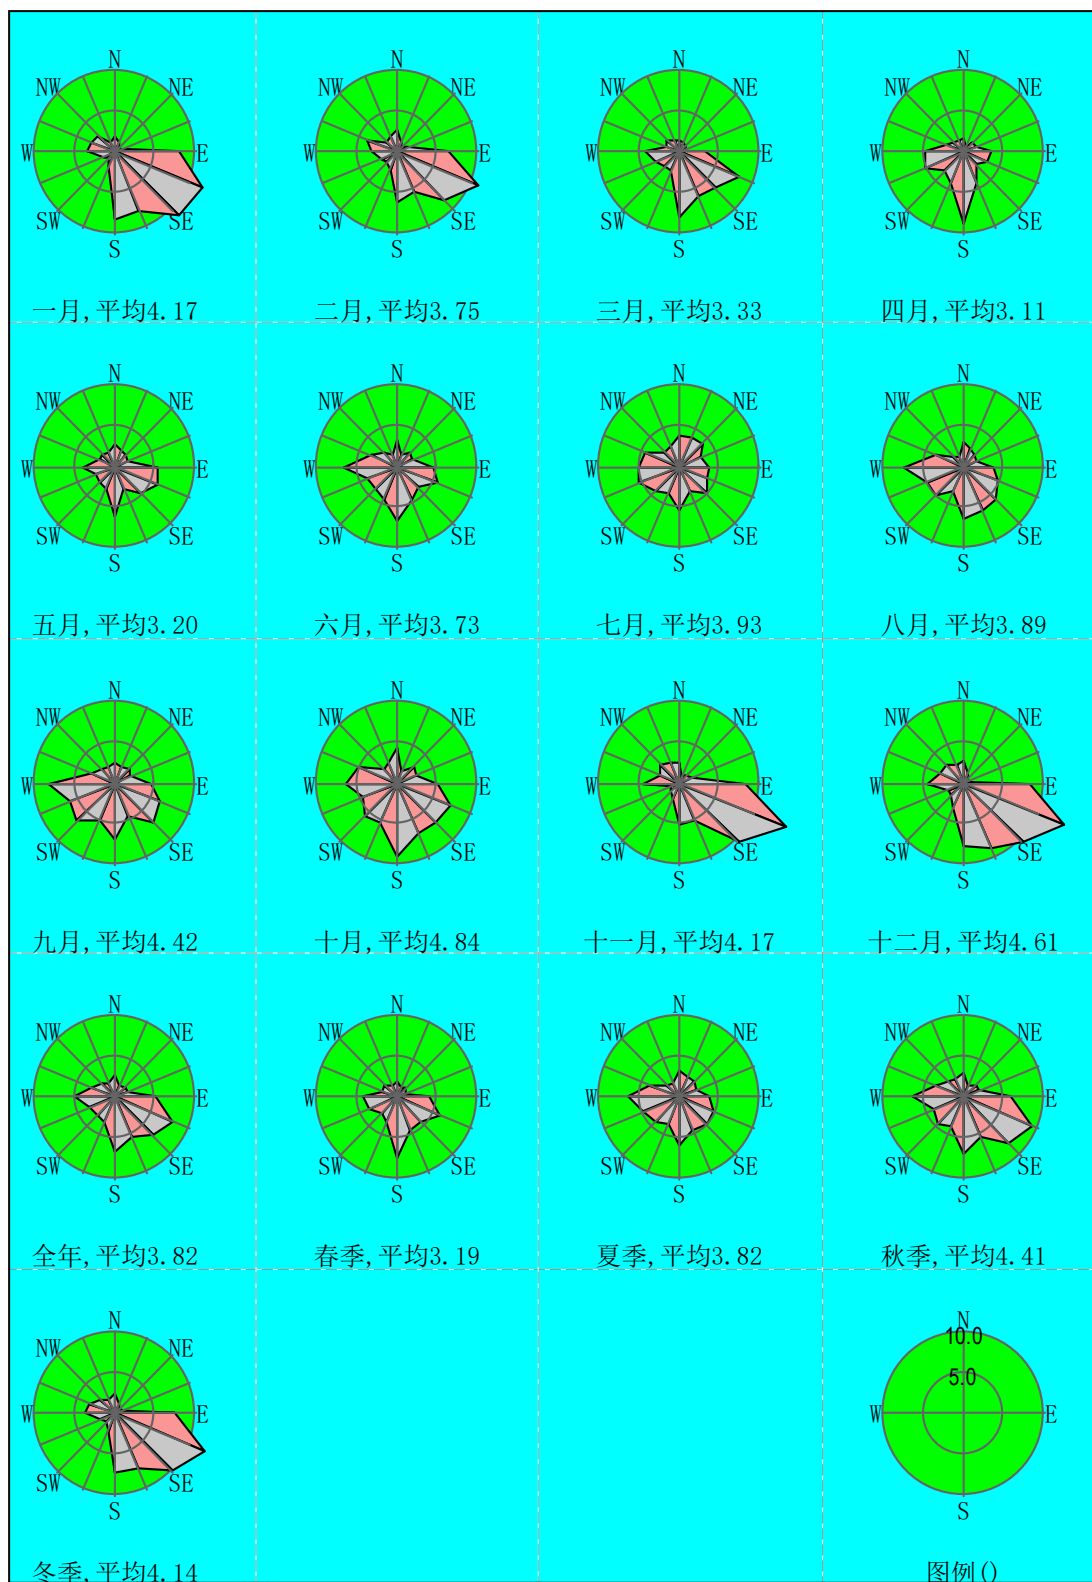 N
NW NE
W E
SW SE
S
一月,平均4.17
N
NW NE
W E
SW SE
S
二月,平均3.75
N
NW NE
W E
SW SE
S
三月,平均3.33
N
NW NE
W E
SW SE
S
四月,平均3.11
N
NW NE
W E
SW SE
S
五月,平均3.20
N
NW NE
W E
SW SE
S
六月,平均3.73
N
NW NE
W E
SW SE
S
七月,平均3.93
N
NW NE
W E
SW SE
S
八月,平均3.89
N
NW NE
W E
SW SE
S
九月,平均4.42
N
NW NE
W E
SW SE
S
十月,平均4.84
N
NW NE
W E
SW SE
S
十一月,平均4.17
N
NW NE
W E
SW SE
S
十二月,平均4.61
N
NW NE
W E
SW SE
S
全年,平均3.82
N
NW NE
W E
SW SE
S
春季,平均3.19
N
NW NE
W E
SW SE
S
夏季,平均3.82
N
NW NE
W E
SW SE
S
秋季,平均4.41
N
NW NE
W E
SW SE
S
冬季,平均4.14
N
10.0
5.0
W E
S
图例()